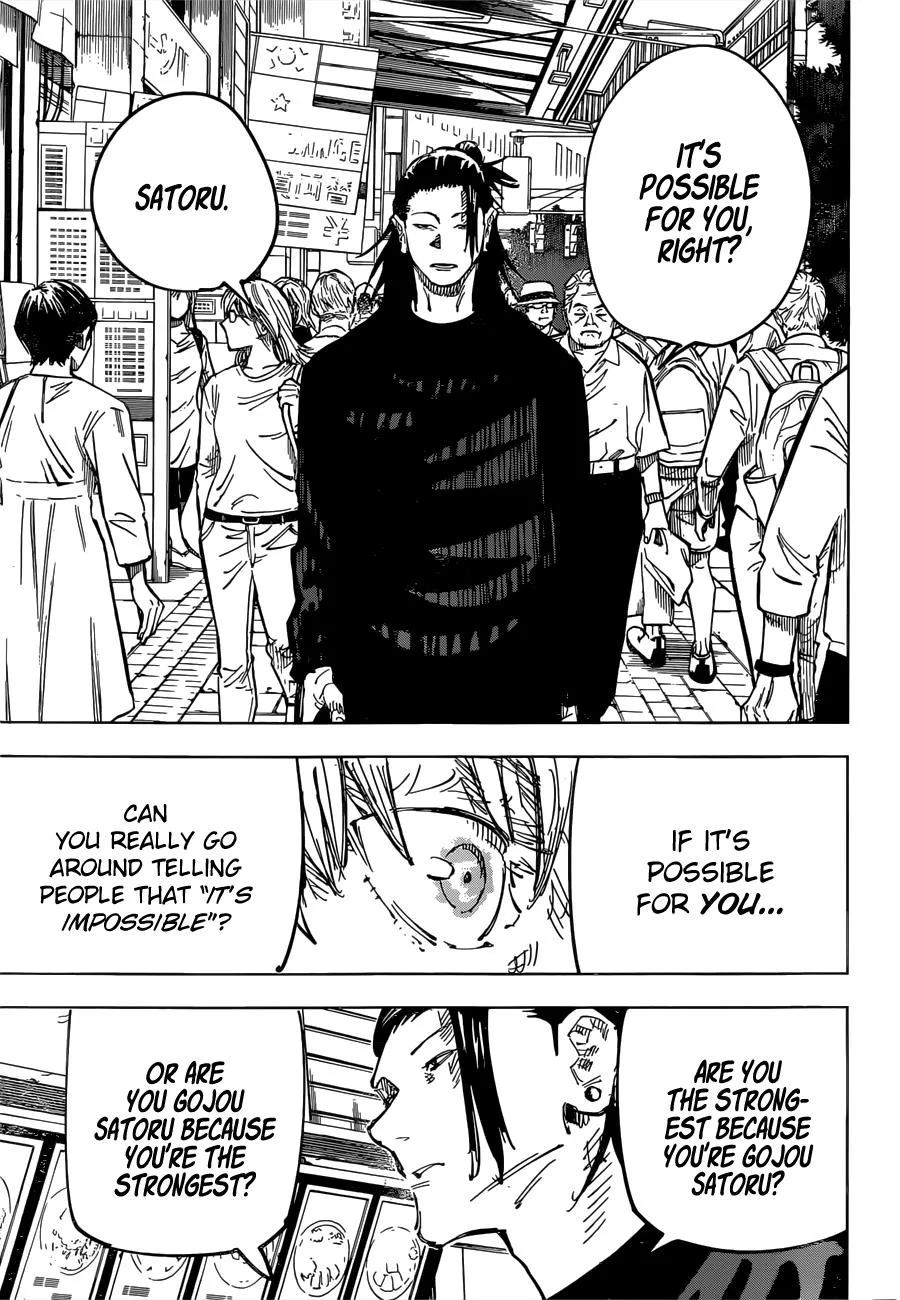 IT'S
POSSIBLE
FOR YOU,
RIGHT?
SATORU.
IF IT'S
POSSIBLE
FOR YOU...
CAN
YOU REALLY GO
AROUND TELLING
PEOPLE THAT "IT'S
IMPOSSIBLE"?
ARE YOU
THE STRONG-
EST BECAUSE
YOU'RE GOJOU
SATORU?
OR ARE
YOU GOJOU
SATORU BECAUSE
YOU'RE THE
STRONGEST?